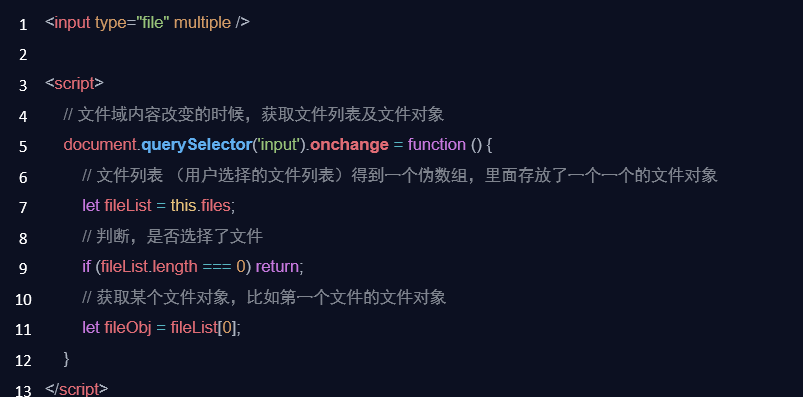 1 <input type="file" multiple />
2
3 <script>
4 // 文件域内容改变的时候，获取文件列表及文件对象
5 document.querySelector('input').onchange = function () {
6 // 文件列表 （用户选择的文件列表）得到一个伪数组，里面存放了一个一个的文件对象
7 let fileList = this.files;
8 // 判断，是否选择了文件
9 if (fileList.length === 0) return;
10 // 获取某个文件对象，比如第一个文件的文件对象
11 let fileObj = fileList[0];
12 }
13 </script>